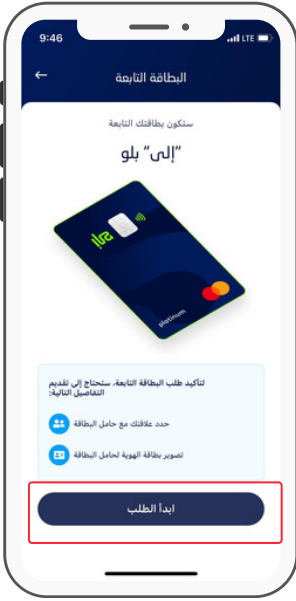 9:46
LTE
البطاقة التابعة
ستكون بطاقتك التابعة
”إلى“ بلو
platinum
لتأكيد طلب البطاقة التابعة، ستحتاج إلى تقديم
التفاصيل التالية:
حدد علاقتك مع حامل البطاقة
تصوير بطاقة الهوية لحامل البطاقة
ابدأ الطلب